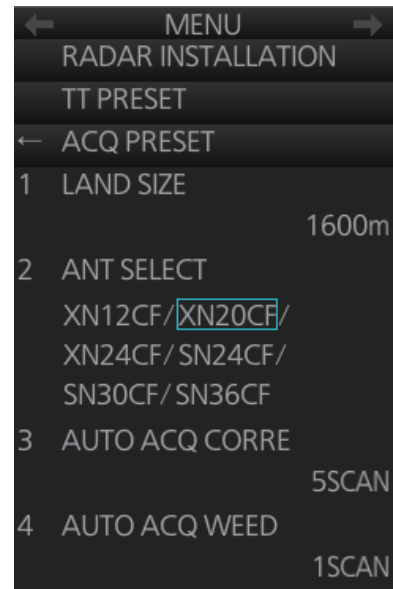 ← MENU →
RADAR INSTALLATION
TT PRESET
← ACQ PRESET
1 LAND SIZE
1600m
2 ANT SELECT
XN12CF/XN20CF/
XN24CF/SN24CF/
SN30CF/SN36CF
3 AUTO ACQ CORRE
5SCAN
4 AUTO ACQ WEED
1SCAN